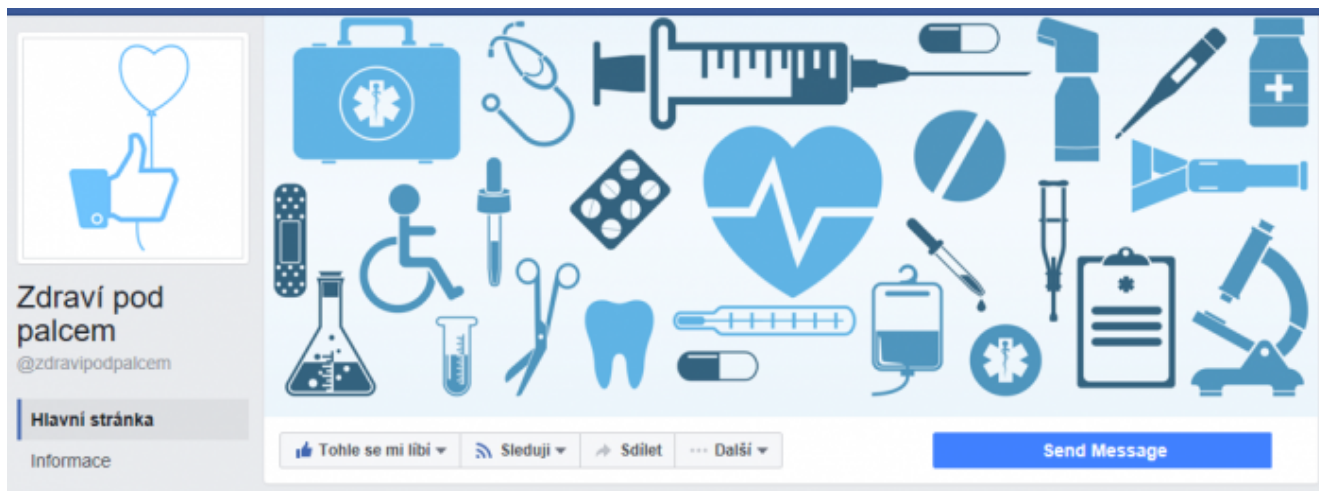 Zdraví pod
palcem
@zdravipodpalcem
Hlavní stránka
Informace
Tohle se mi líbí
Sleduji
Sdílet
Další
Send Message